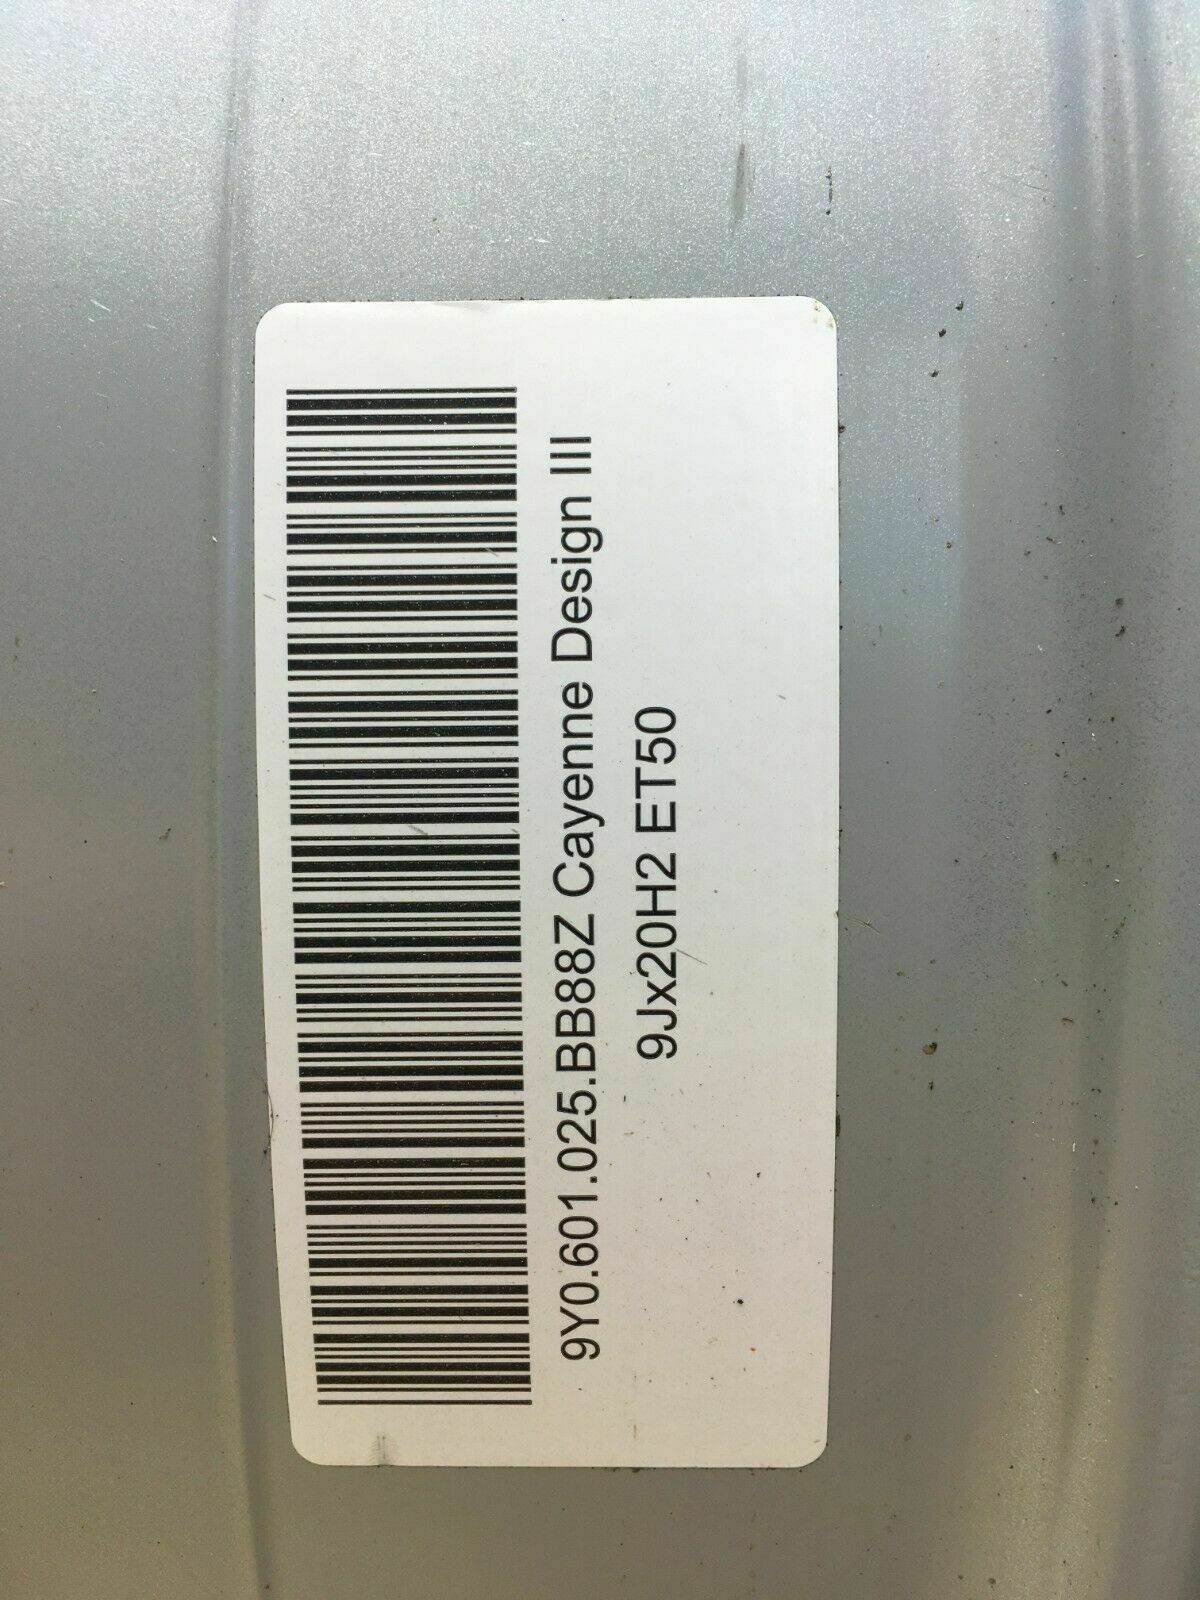 9Y0.601.025.BB88Z Cayenne Design III
9Jx20H2 ET50